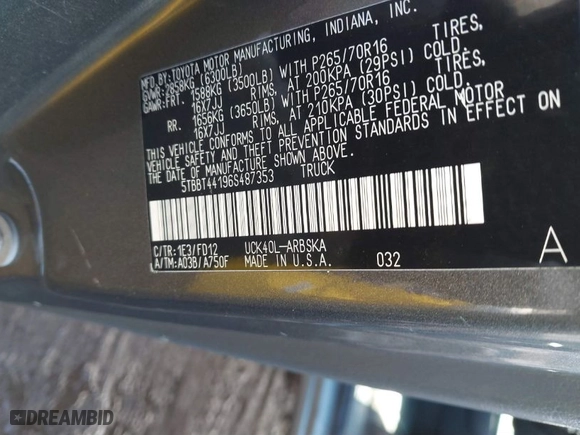 MFD.BY:TOYOTA MOTOR MANUFACTURING, INDIANA, INC.
GVWR:2858KG (6300LB)
GAWR:FRT. 1588KG (3500LB) WITH P265/70R16 TIRES,
16X7JJ RIMS, AT 200KPA (29PSI) COLD.
RR. 1656KG (3650LB) WITH P265/70R16 TIRES,
16X7JJ RIMS, AT 210KPA (30PSI) COLD.
THIS VEHICLE CONFORMS TO ALL APPLICABLE FEDERAL MOTOR
VEHICLE SAFETY AND THEFT PREVENTION STANDARDS IN EFFECT ON
THE DATE OF MANUFACTURE SHOWN ABOVE.
5TBBT44196S487353 TRUCK
C/TR:1E3/FD12 UCK40L-ARBSKA
A/TM:A03B/A750F MADE IN U.S.A. 032
A
DREAMBID